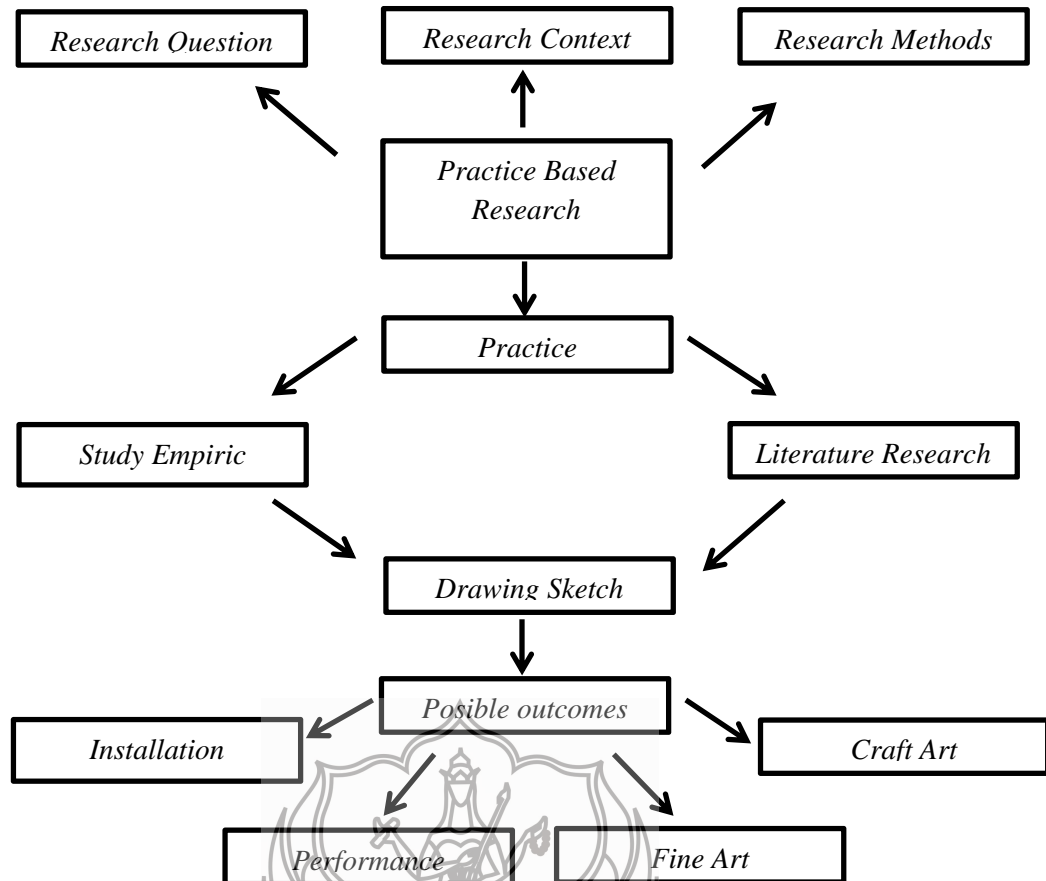 Research Question
Research Context
Research Methods
Practice Based
Research
Practice
Study Empiric
Literature Research
Drawing Sketch
Posible outcomes
Installation
Craft Art
Performance
Fine Art